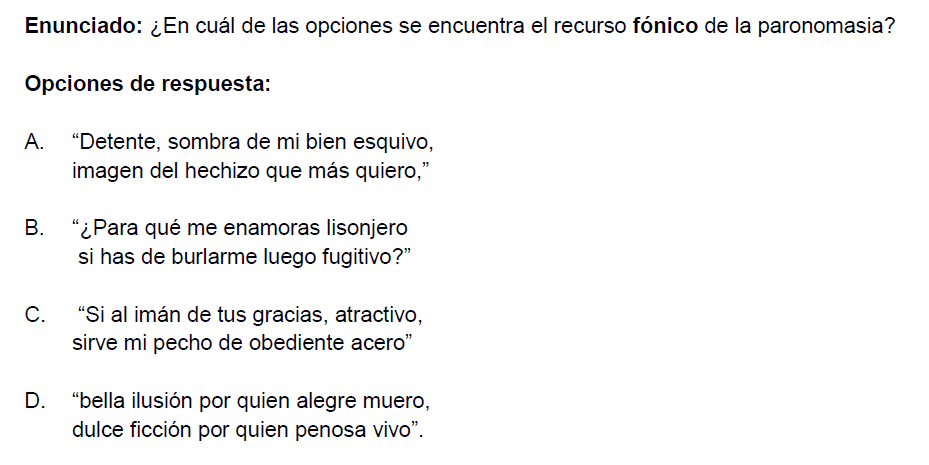 Enunciado: ¿En cuál de las opciones se encuentra el recurso fónico de la paronomasia?
Opciones de respuesta:
A. “Detente, sombra de mi bien esquivo,
imagen del hechizo que más quiero,”
B. “¿Para qué me enamoras lisonjero
si has de burlarme luego fugitivo?”
C. “Si al imán de tus gracias, atractivo,
sirve mi pecho de obediente acero”
D. “bella ilusión por quien alegre muero,
dulce ficción por quien penosa vivo”.